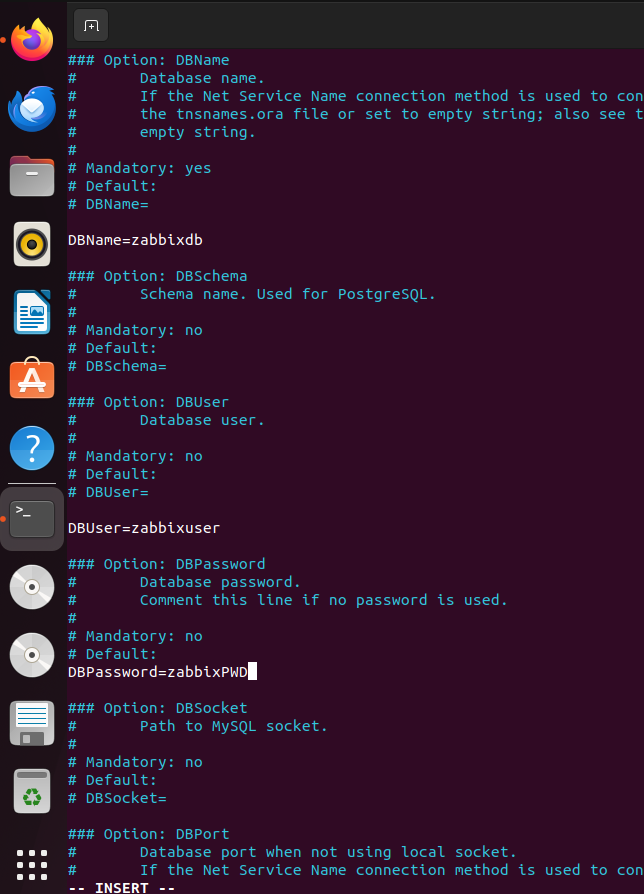 ### Option: DBName
#       Database name.
#       If the Net Service Name connection method is used to con
#       the tnsnames.ora file or set to empty string; also see t
#       empty string.
#
# Mandatory: yes
# Default:
# DBName=
DBName=zabbixdb
### Option: DBSchema
#       Schema name. Used for PostgreSQL.
#
# Mandatory: no
# Default:
# DBSchema=
### Option: DBUser
#       Database user.
#
# Mandatory: no
# Default:
# DBUser=
DBUser=zabbixuser
### Option: DBPassword
#       Database password.
#       Comment this line if no password is used.
#
# Mandatory: no
# Default:
DBPassword=zabbixPWD
### Option: DBSocket
#       Path to MySQL socket.
#
# Mandatory: no
# Default:
# DBSocket=
### Option: DBPort
#       Database port when not using local socket.
#       If the Net Service Name connection method is used to con
-- INSERT --